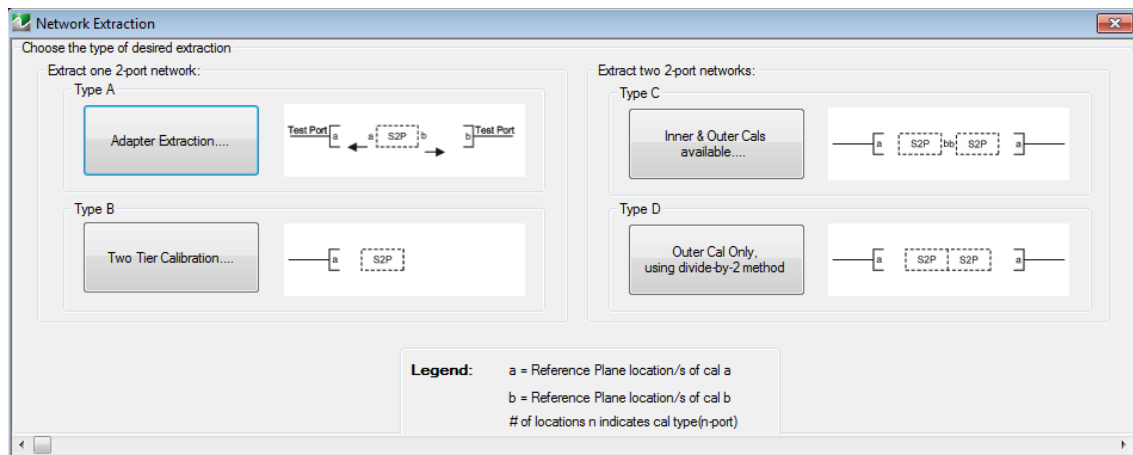 Network Extraction
Choose the type of desired extraction
Extract one 2-port network:
Type A
Adapter Extraction....
Test Port a a S2P b b Test Port
Type B
Two Tier Calibration....
a S2P
Extract two 2-port networks:
Type C
Inner & Outer Cals
available....
a S2P bb S2P a
Type D
Outer Cal Only,
using divide-by-2 method
a S2P S2P a
Legend: a = Reference Plane location/s of cal a
b = Reference Plane location/s of cal b
# of locations n indicates cal type(n-port)